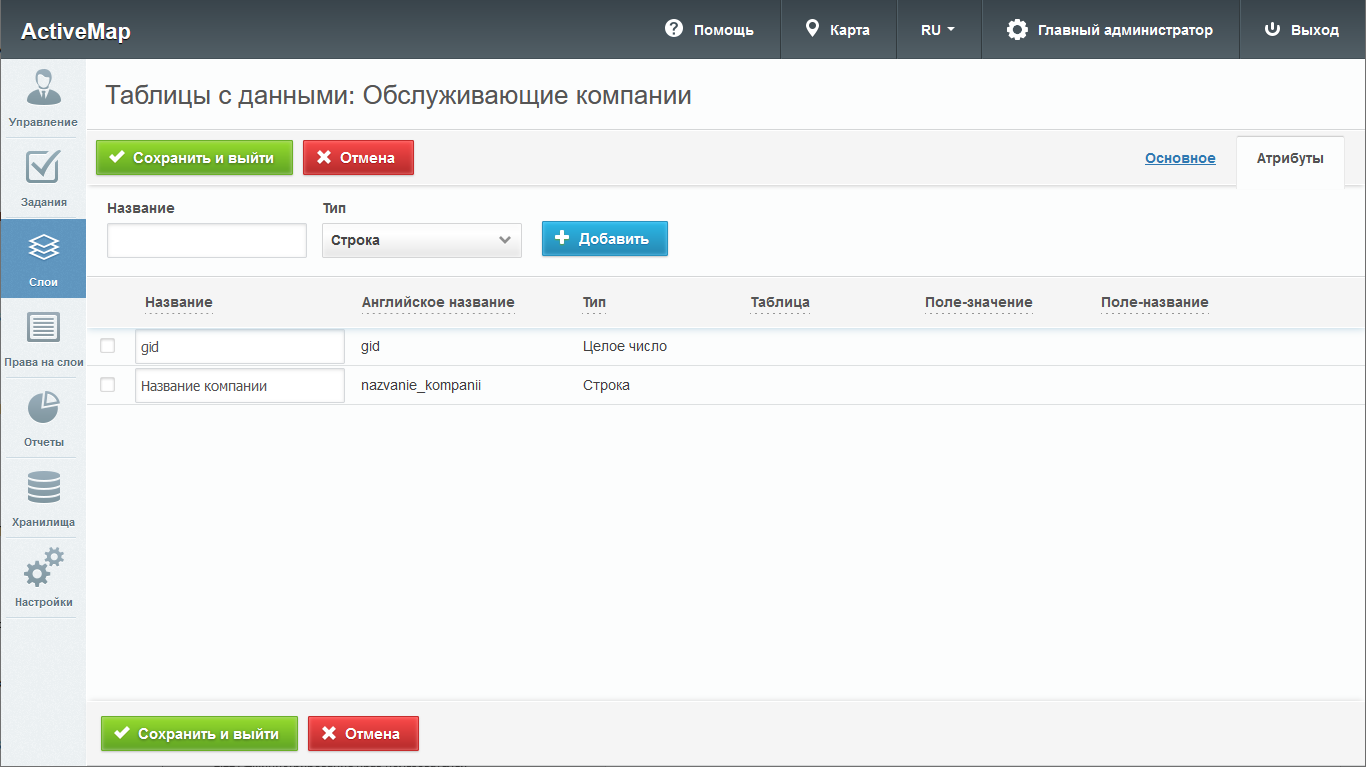 ActiveMap
Помощь
Карта
RU
Главный администратор
Выход
Управление
Задания
Слои
Права на слои
Отчеты
Хранилища
Настройки
Таблицы с данными: Обслуживающие компании
Сохранить и выйти
Отмена
Основное
Атрибуты
Название
Тип
Строка
Добавить
Название Английское название Тип Таблица Поле-значение Поле-название
gid gid Целое число
Название компании nazvanie_kompanii Строка
Сохранить и выйти
Отмена